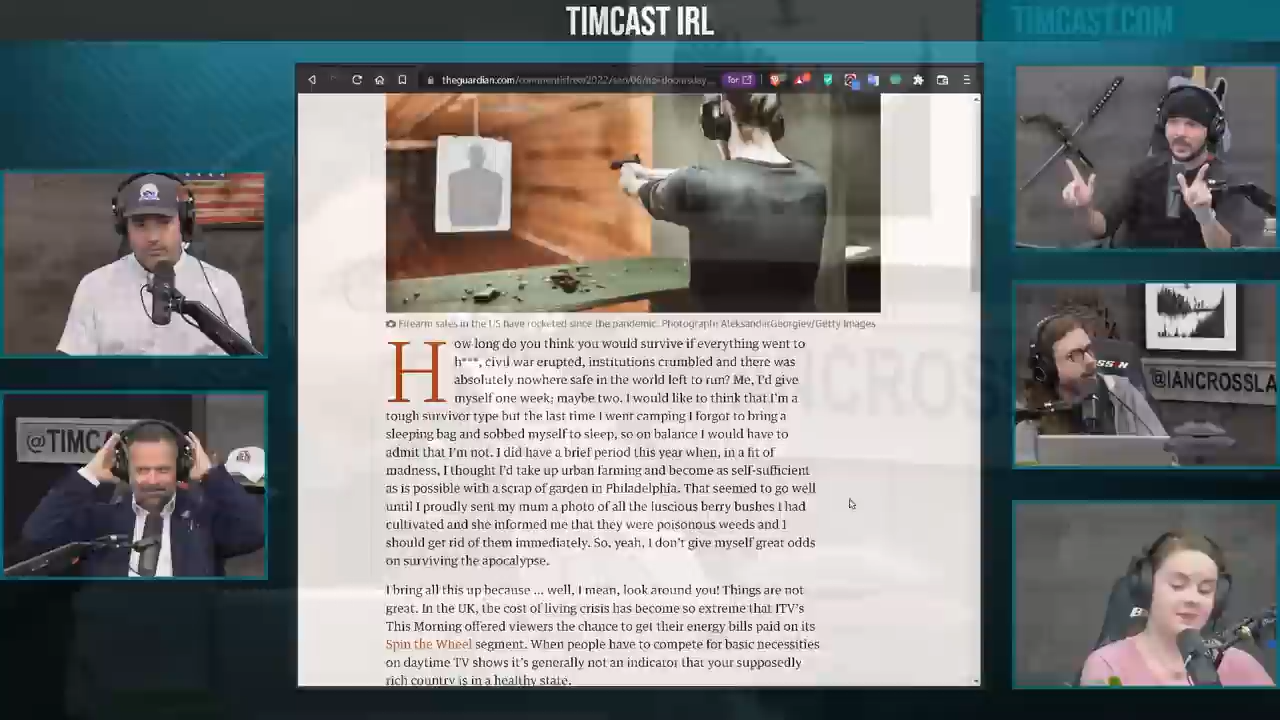 TIMCAST IRL
TIMCAST.COM
theguardian.com/commentisfree/2022/sep/06/no-doomsday...
Tor
Firearm sales in the US have rocketed since the pandemic. Photograph: AleksanderGeorgiev/Getty Images
How long do you think you would survive if everything went to
h***, civil war erupted, institutions crumbled and there was
absolutely nowhere safe in the world left to run? Me, I'd give
myself one week; maybe two. I would like to think that I'm a
tough survivor type but the last time I went camping I forgot to bring a
sleeping bag and sobbed myself to sleep, so on balance I would have to
admit that I'm not. I did have a brief period this year when, in a fit of
madness, I thought I'd take up urban farming and become as self-sufficient
as is possible with a scrap of garden in Philadelphia. That seemed to go well
until I proudly sent my mum a photo of all the luscious berry bushes I had
cultivated and she informed me that they were poisonous weeds and I
should get rid of them immediately. So, yeah, I don't give myself great odds
on surviving the apocalypse.
I bring all this up because ... well, I mean, look around you! Things are not
great. In the UK, the cost of living crisis has become so extreme that ITV's
This Morning offered viewers the chance to get their energy bills paid on its
Spin the Wheel segment. When people have to compete for basic necessities
on daytime TV shows it's generally not an indicator that your supposedly
rich country is in a healthy state.
@TIMCA
@IANCROSSLA
NCROSS